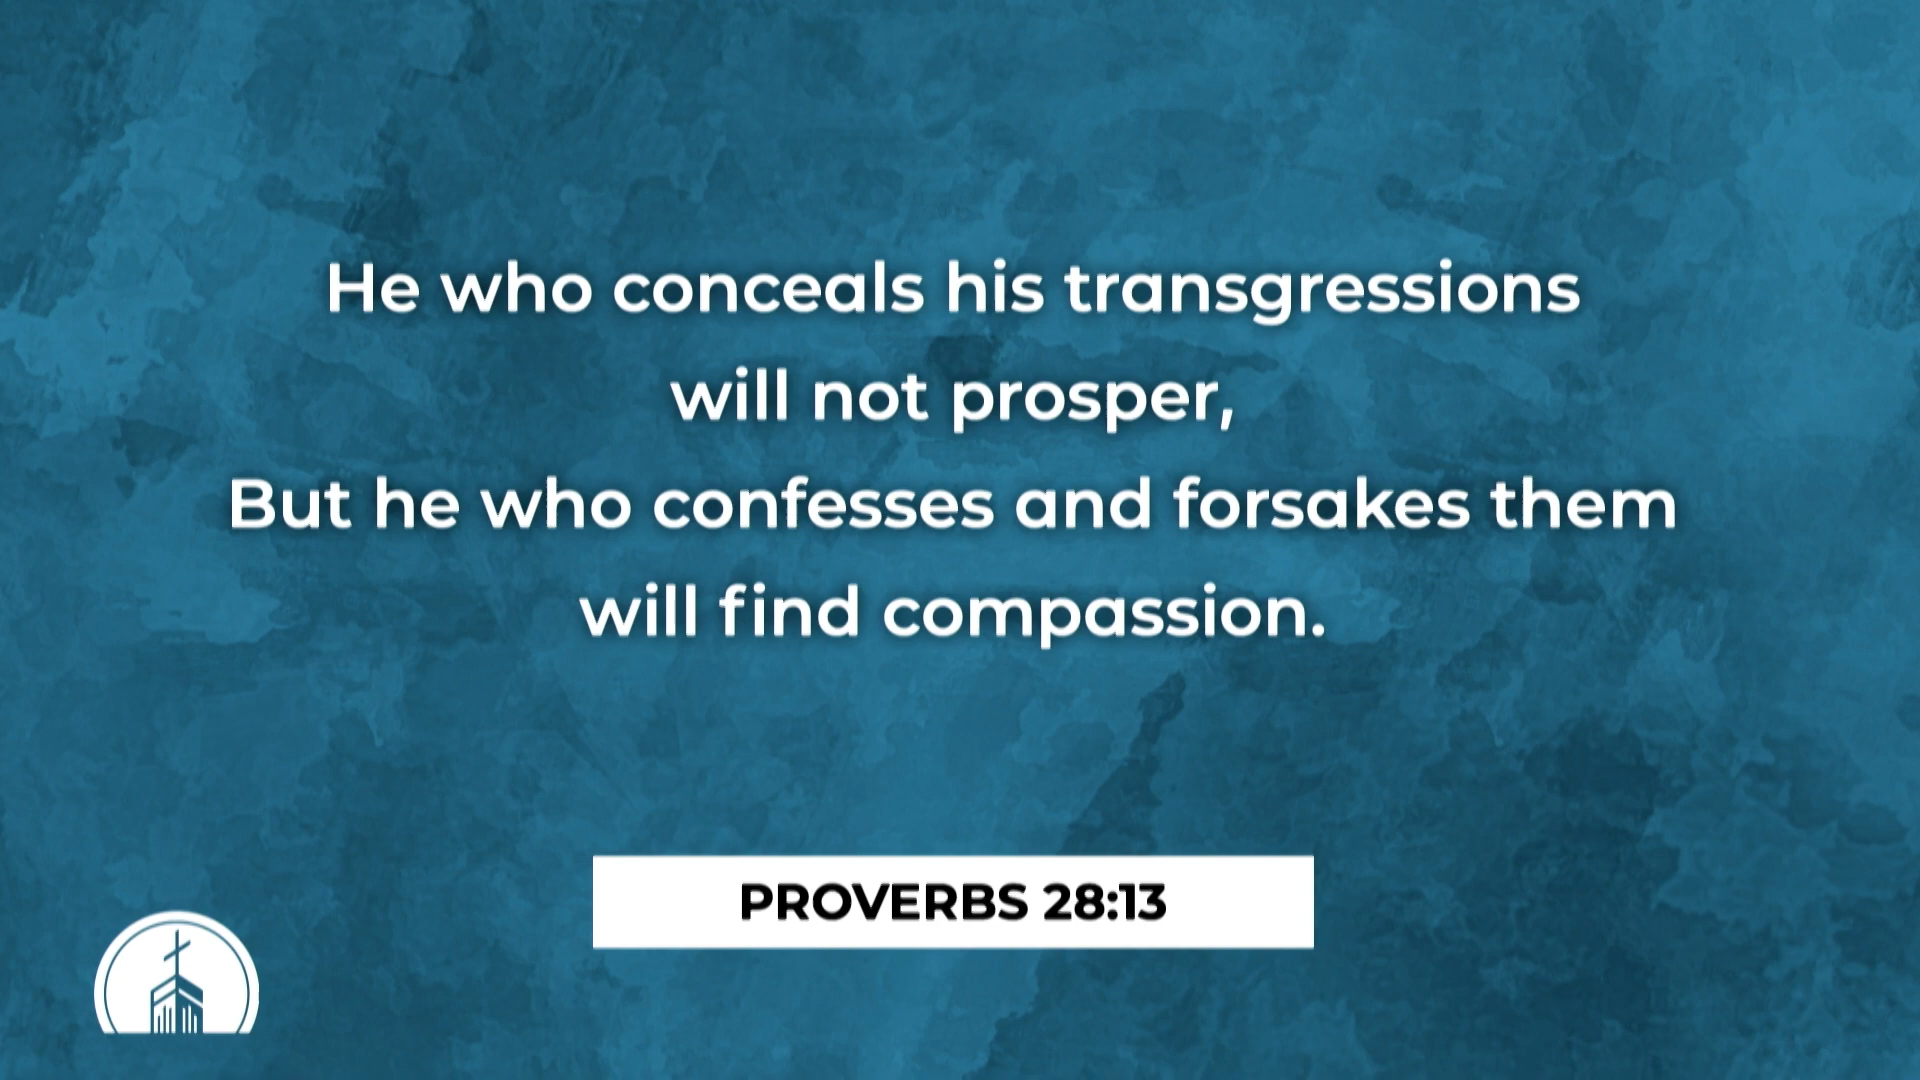 He who conceals his transgressions
will not prosper,
But he who confesses and forsakes them
will find compassion.
PROVERBS 28:13